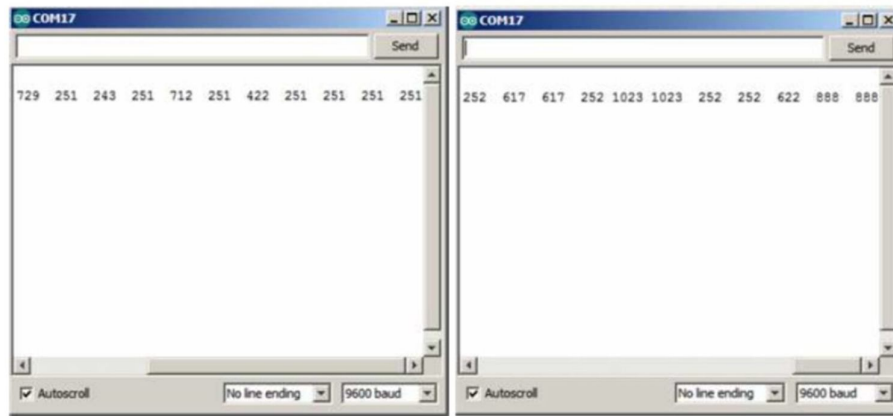 COM17
Send
729 251 243 251 712 251 422 251 251 251 251
Autoscroll
No line ending
9600 baud
COM17
Send
252 617 617 252 1023 1023 252 252 622 888 888
Autoscroll
No line ending
9600 baud